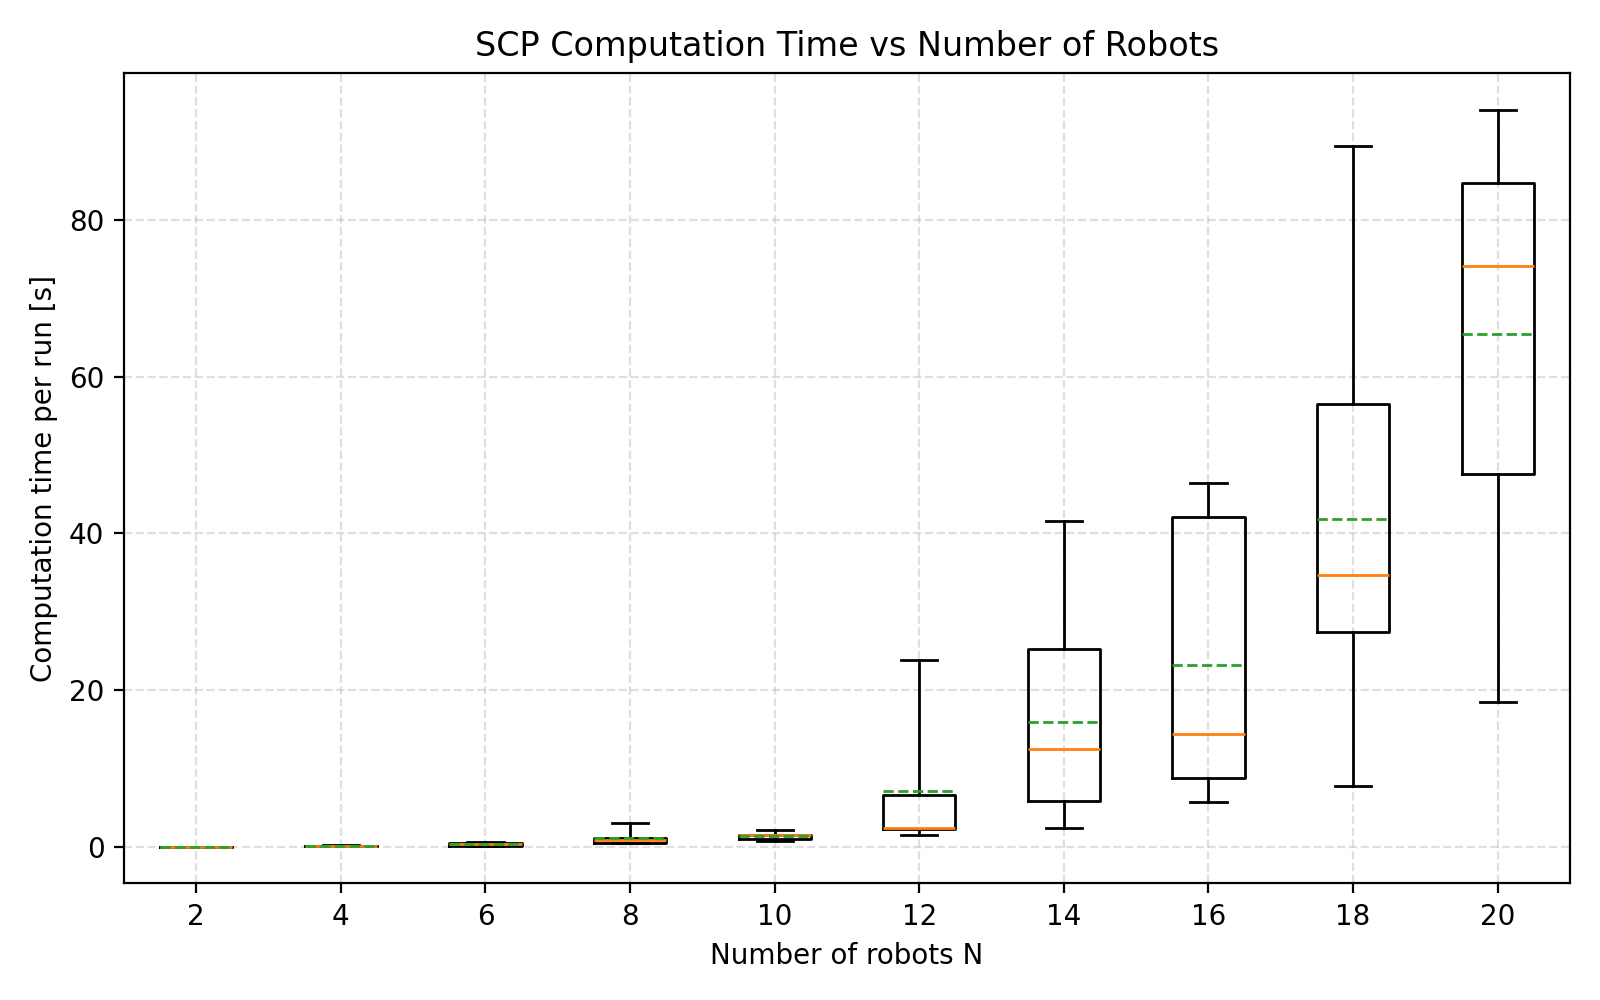 SCP Computation Time vs Number of Robots
Computation time per run [s]
80
60
40
20
0
2 4 6 8 10 12 14 16 18 20
Number of robots N